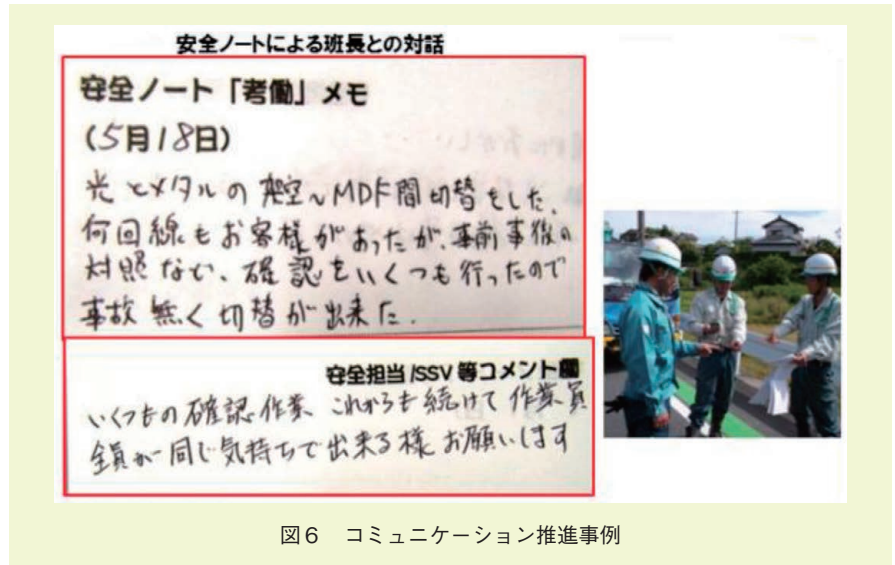 安全ノートによる班長との対話
安全ノート「考働」メモ
(5月18日)
光とメタルの架空〜MDF間切替をした.
何回線もお客様があったが、事前事後の
対照など、確認をいくつも行ったので
事故無く切替が出来た.
安全担当/SSV等コメント欄
いくつもの確認作業 これからも続けて作業員
全員が同じ気持ちで出来る様お願いします
図6 コミュニケーション推進事例